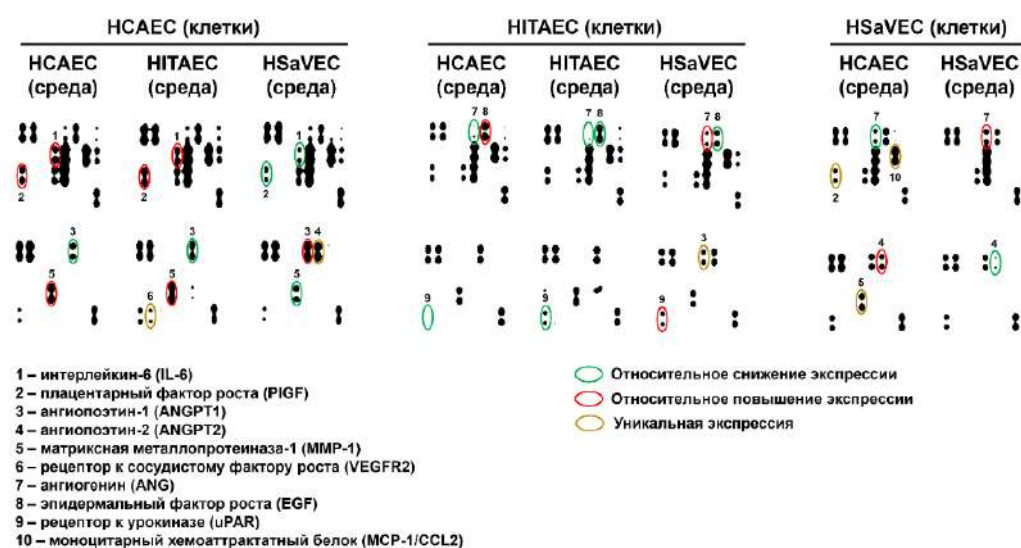 HCAEC (клетки)
HITAEC (клетки)
HSaVEC (клетки)
HCAEC (среда)
HITAEC (среда)
HSaVEC (среда)
HCAEC (среда)
HITAEC (среда)
HSaVEC (среда)
HCAEC (среда)
HSaVEC (среда)
1 1 1
2 2 2
7 8 7 8 7 8
7 7
2 10
3 3 3 4
5 5 5
6
3
9 9 9
4 4
5
1 – интерлейкин-6 (IL-6)
2 – плацентарный фактор роста (PlGF)
3 – ангиопоэтин-1 (ANGPT1)
4 – ангиопоэтин-2 (ANGPT2)
5 – матриксная металлопротеиназа-1 (MMP-1)
6 – рецептор к сосудистому фактору роста (VEGFR2)
7 – ангиогенин (ANG)
8 – эпидермальный фактор роста (EGF)
9 – рецептор к урокиназе (uPAR)
10 – моноцитарный хемоаттрактатный белок (MCP-1/CCL2)
Относительное снижение экспрессии
Относительное повышение экспрессии
Уникальная экспрессия